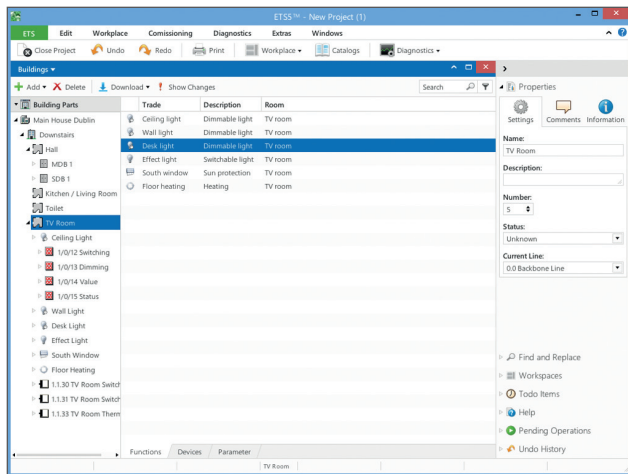 ETS5™ - New Project (1)
ETS Edit Workplace Comissioning Diagnostics Extras Windows
Close Project Undo Redo Print Workplace Catalogs Diagnostics
Buildings
Add Delete Download Show Changes Search
Building Parts
Main House Dublin
Downstairs
Hall
MDB 1
SDB 1
Kitchen / Living Room
Toilet
TV Room
Ceiling Light
1/0/12 Switching
1/0/13 Dimming
1/0/14 Value
1/0/15 Status
Wall Light
Desk Light
Effect Light
South Window
Floor Heating
1.1.30 TV Room Switch
1.1.31 TV Room Switch
1.1.33 TV Room Therm
Trade Description Room
Ceiling light Dimmable light TV room
Wall light Dimmable light TV room
Desk light Dimmable light TV room
Effect light Switchable light TV room
South window Sun protection TV room
Floor heating Heating TV room
Functions Devices Parameter
TV Room
Properties
Settings Comments Information
Name:
TV Room
Description:
Number:
5
Status:
Unknown
Current Line:
0.0 Backbone Line
Find and Replace
Workspaces
Todo Items
Help
Pending Operations
Undo History